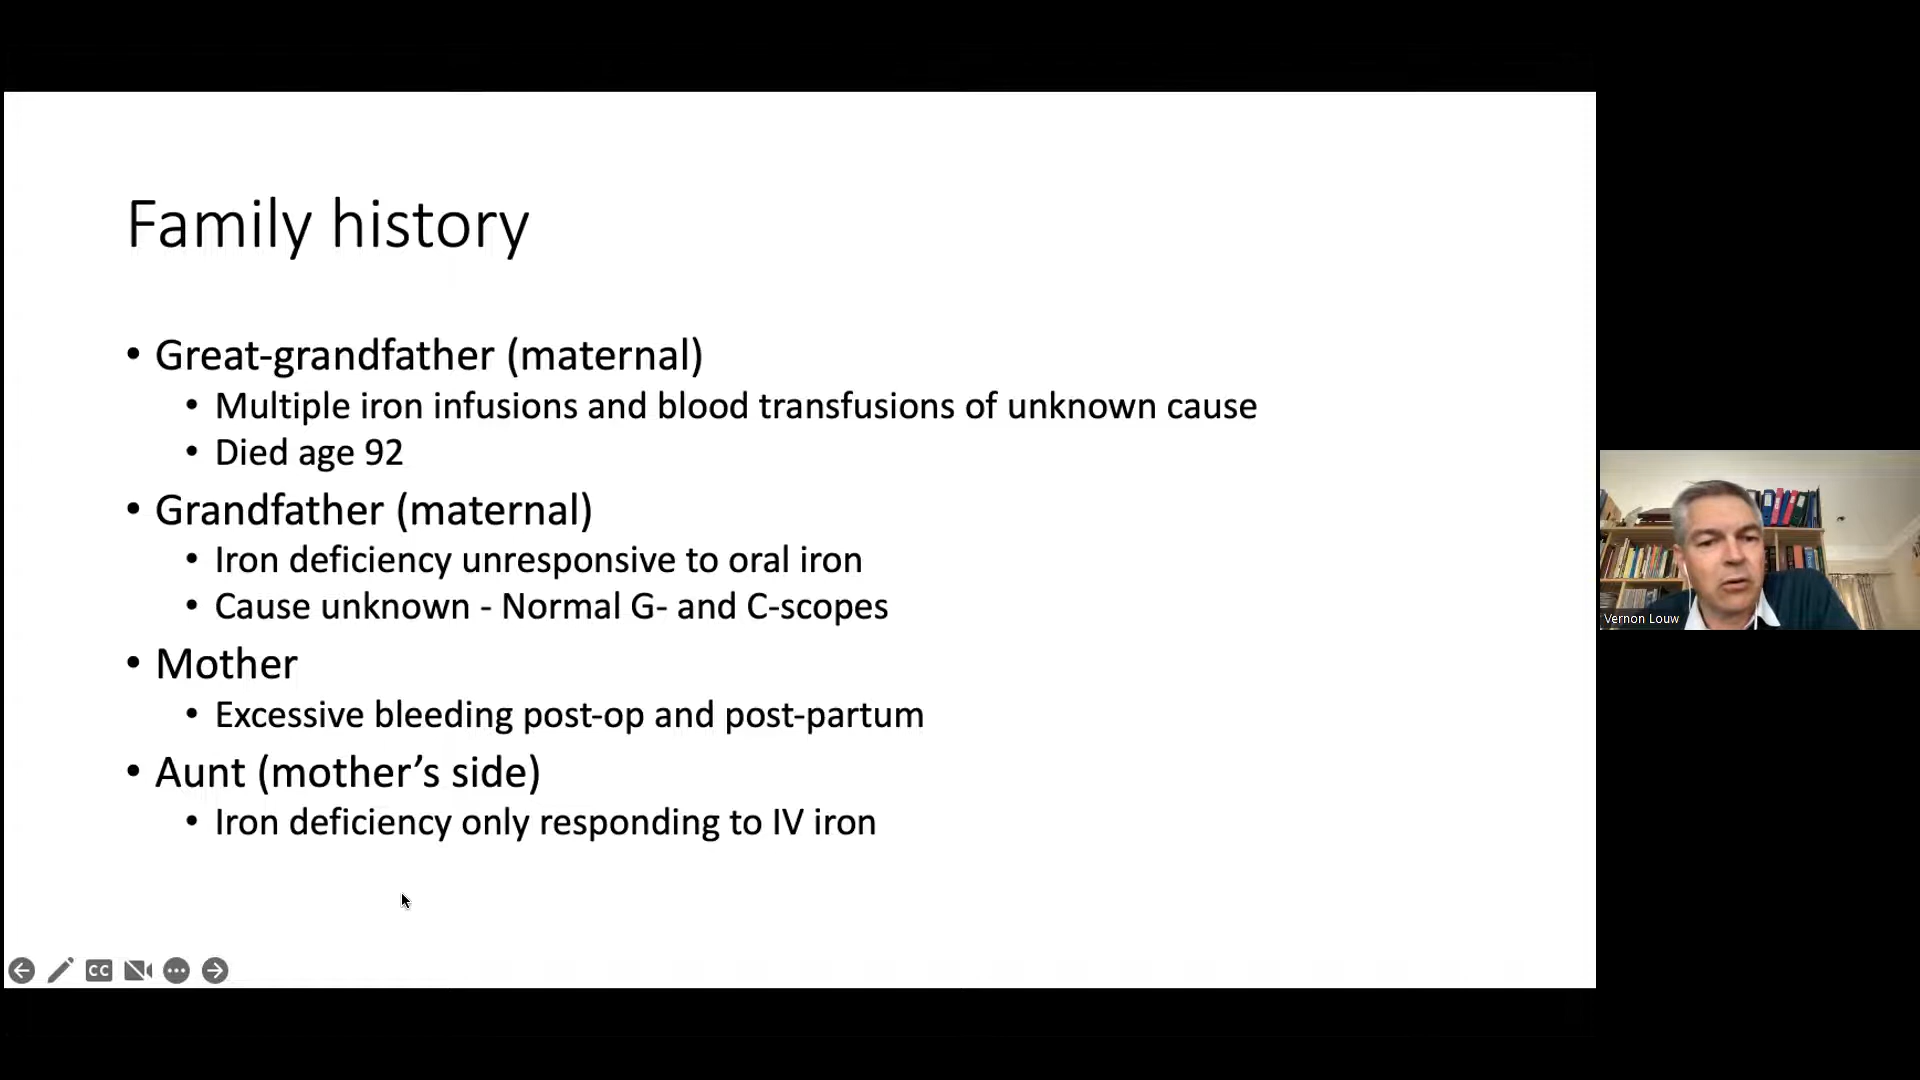 Family history
• Great-grandfather (maternal)
• Multiple iron infusions and blood transfusions of unknown cause
• Died age 92
• Grandfather (maternal)
• Iron deficiency unresponsive to oral iron
• Cause unknown - Normal G- and C-scopes
• Mother
• Excessive bleeding post-op and post-partum
• Aunt (mother’s side)
• Iron deficiency only responding to IV iron
CC
Vernon Louw